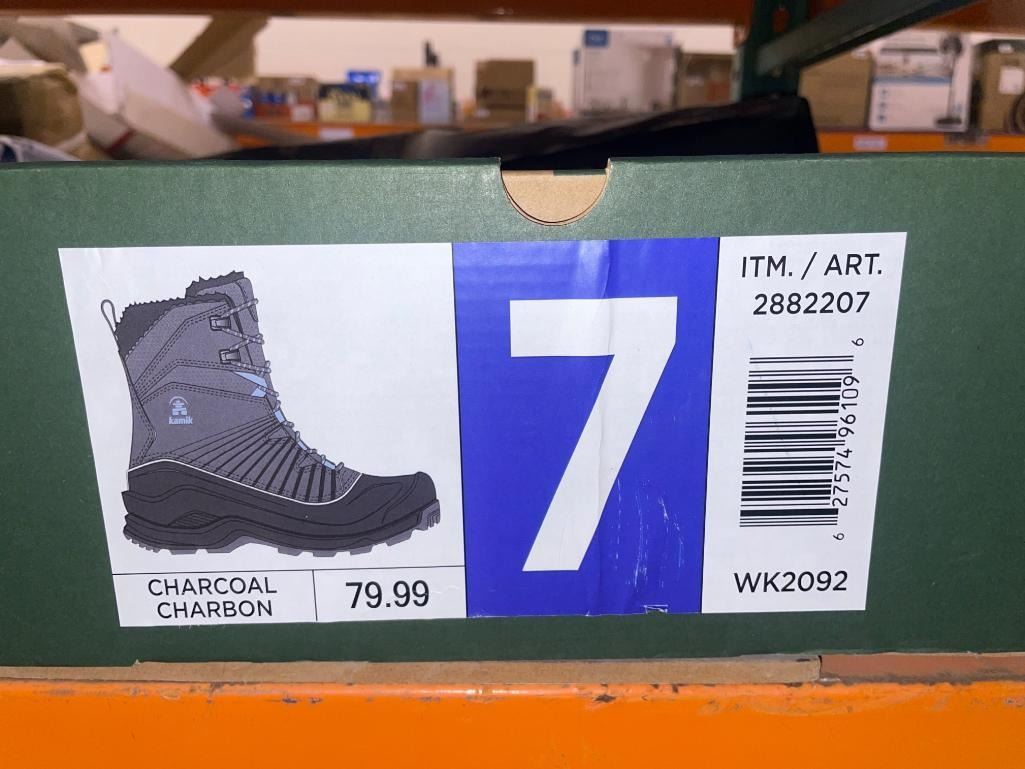 kamik
CHARCOAL
CHARBON
79.99
7
ITM. / ART.
2882207
6 27574 96109 6
WK2092